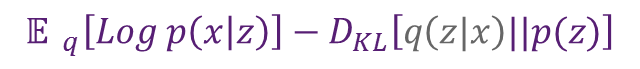 𝔼 q[Log p(x|z)] − D_KL[q(z|x)||p(z)]